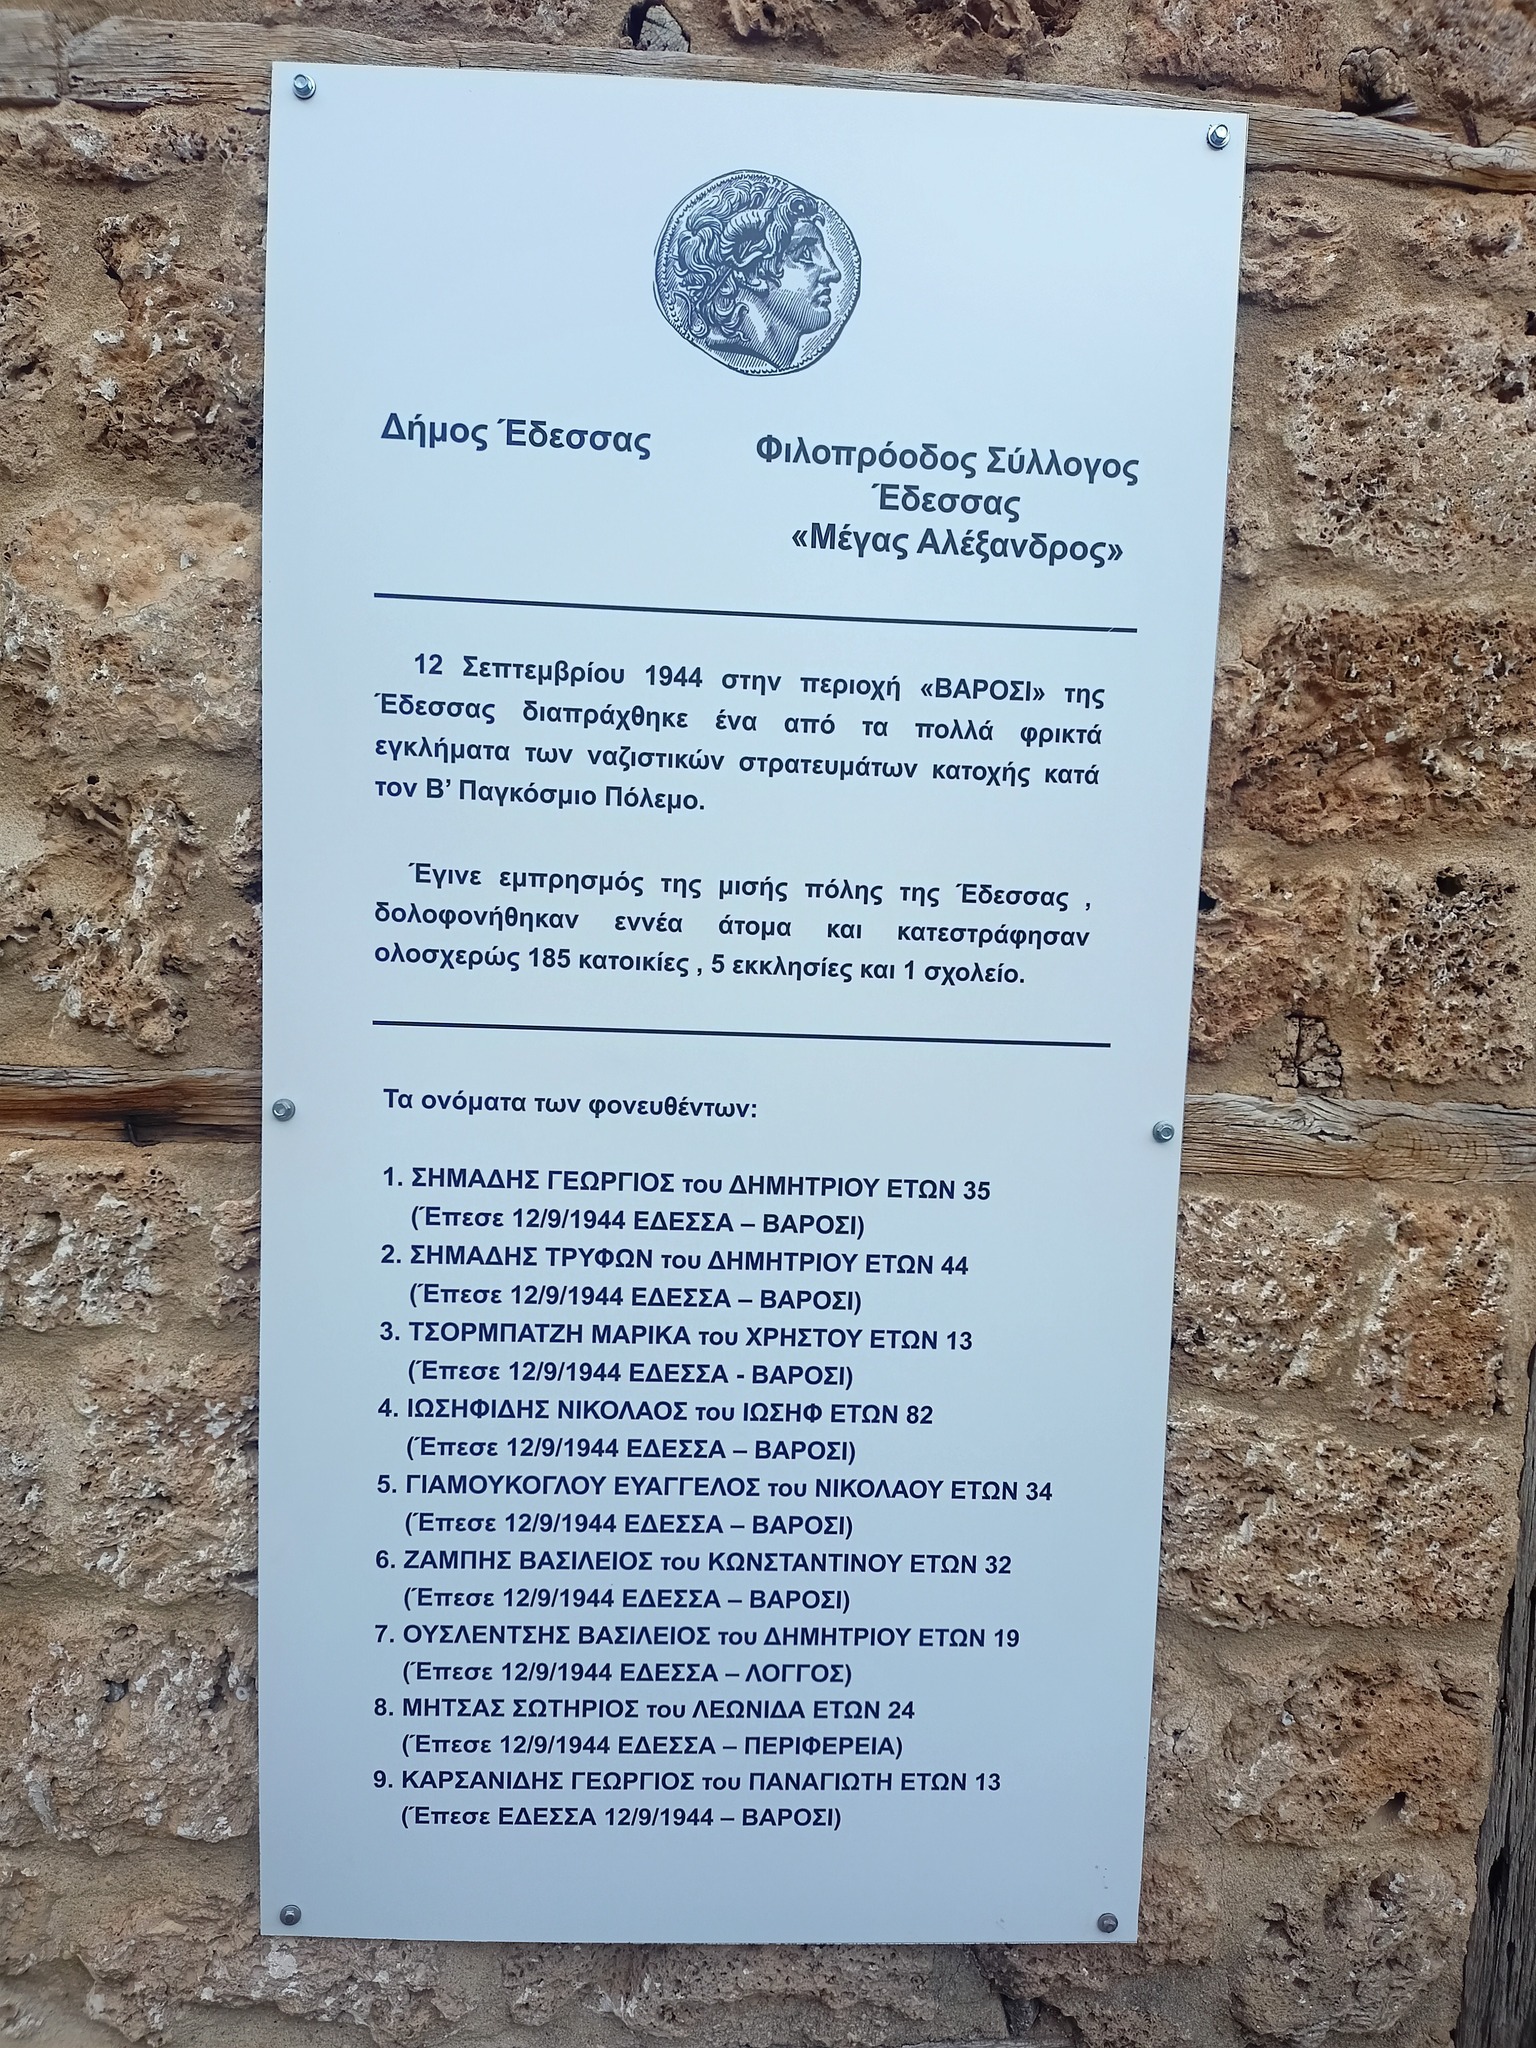 Δήμος Έδεσσας
Φιλοπρόοδος Σύλλογος
Έδεσσας
«Μέγας Αλέξανδρος»
12 Σεπτεμβρίου 1944 στην περιοχή «ΒΑΡΟΣΙ» της
Έδεσσας διαπράχθηκε ένα από τα πολλά φρικτά
εγκλήματα των ναζιστικών στρατευμάτων κατοχής κατά
τον Β’ Παγκόσμιο Πόλεμο.
Έγινε εμπρησμός της μισής πόλης της Έδεσσας ,
δολοφονήθηκαν εννέα άτομα και κατεστράφησαν
ολοσχερώς 185 κατοικίες , 5 εκκλησίες και 1 σχολείο.
Τα ονόματα των φονευθέντων:
1. ΣΗΜΑΔΗΣ ΓΕΩΡΓΙΟΣ του ΔΗΜΗΤΡΙΟΥ ΕΤΩΝ 35
(Έπεσε 12/9/1944 ΕΔΕΣΣΑ – ΒΑΡΟΣΙ)
2. ΣΗΜΑΔΗΣ ΤΡΥΦΩΝ του ΔΗΜΗΤΡΙΟΥ ΕΤΩΝ 44
(Έπεσε 12/9/1944 ΕΔΕΣΣΑ – ΒΑΡΟΣΙ)
3. ΤΣΟΡΜΠΑΤΖΗ ΜΑΡΙΚΑ του ΧΡΗΣΤΟΥ ΕΤΩΝ 13
(Έπεσε 12/9/1944 ΕΔΕΣΣΑ - ΒΑΡΟΣΙ)
4. ΙΩΣΗΦΙΔΗΣ ΝΙΚΟΛΑΟΣ του ΙΩΣΗΦ ΕΤΩΝ 82
(Έπεσε 12/9/1944 ΕΔΕΣΣΑ – ΒΑΡΟΣΙ)
5. ΓΙΑΜΟΥΚΟΓΛΟΥ ΕΥΑΓΓΕΛΟΣ του ΝΙΚΟΛΑΟΥ ΕΤΩΝ 34
(Έπεσε 12/9/1944 ΕΔΕΣΣΑ – ΒΑΡΟΣΙ)
6. ΖΑΜΠΗΣ ΒΑΣΙΛΕΙΟΣ του ΚΩΝΣΤΑΝΤΙΝΟΥ ΕΤΩΝ 32
(Έπεσε 12/9/1944 ΕΔΕΣΣΑ – ΒΑΡΟΣΙ)
7. ΟΥΣΛΕΝΤΣΗΣ ΒΑΣΙΛΕΙΟΣ του ΔΗΜΗΤΡΙΟΥ ΕΤΩΝ 19
(Έπεσε 12/9/1944 ΕΔΕΣΣΑ – ΛΟΓΓΟΣ)
8. ΜΗΤΣΑΣ ΣΩΤΗΡΙΟΣ του ΛΕΩΝΙΔΑ ΕΤΩΝ 24
(Έπεσε 12/9/1944 ΕΔΕΣΣΑ – ΠΕΡΙΦΕΡΕΙΑ)
9. ΚΑΡΣΑΝΙΔΗΣ ΓΕΩΡΓΙΟΣ του ΠΑΝΑΓΙΩΤΗ ΕΤΩΝ 13
(Έπεσε ΕΔΕΣΣΑ 12/9/1944 – ΒΑΡΟΣΙ)